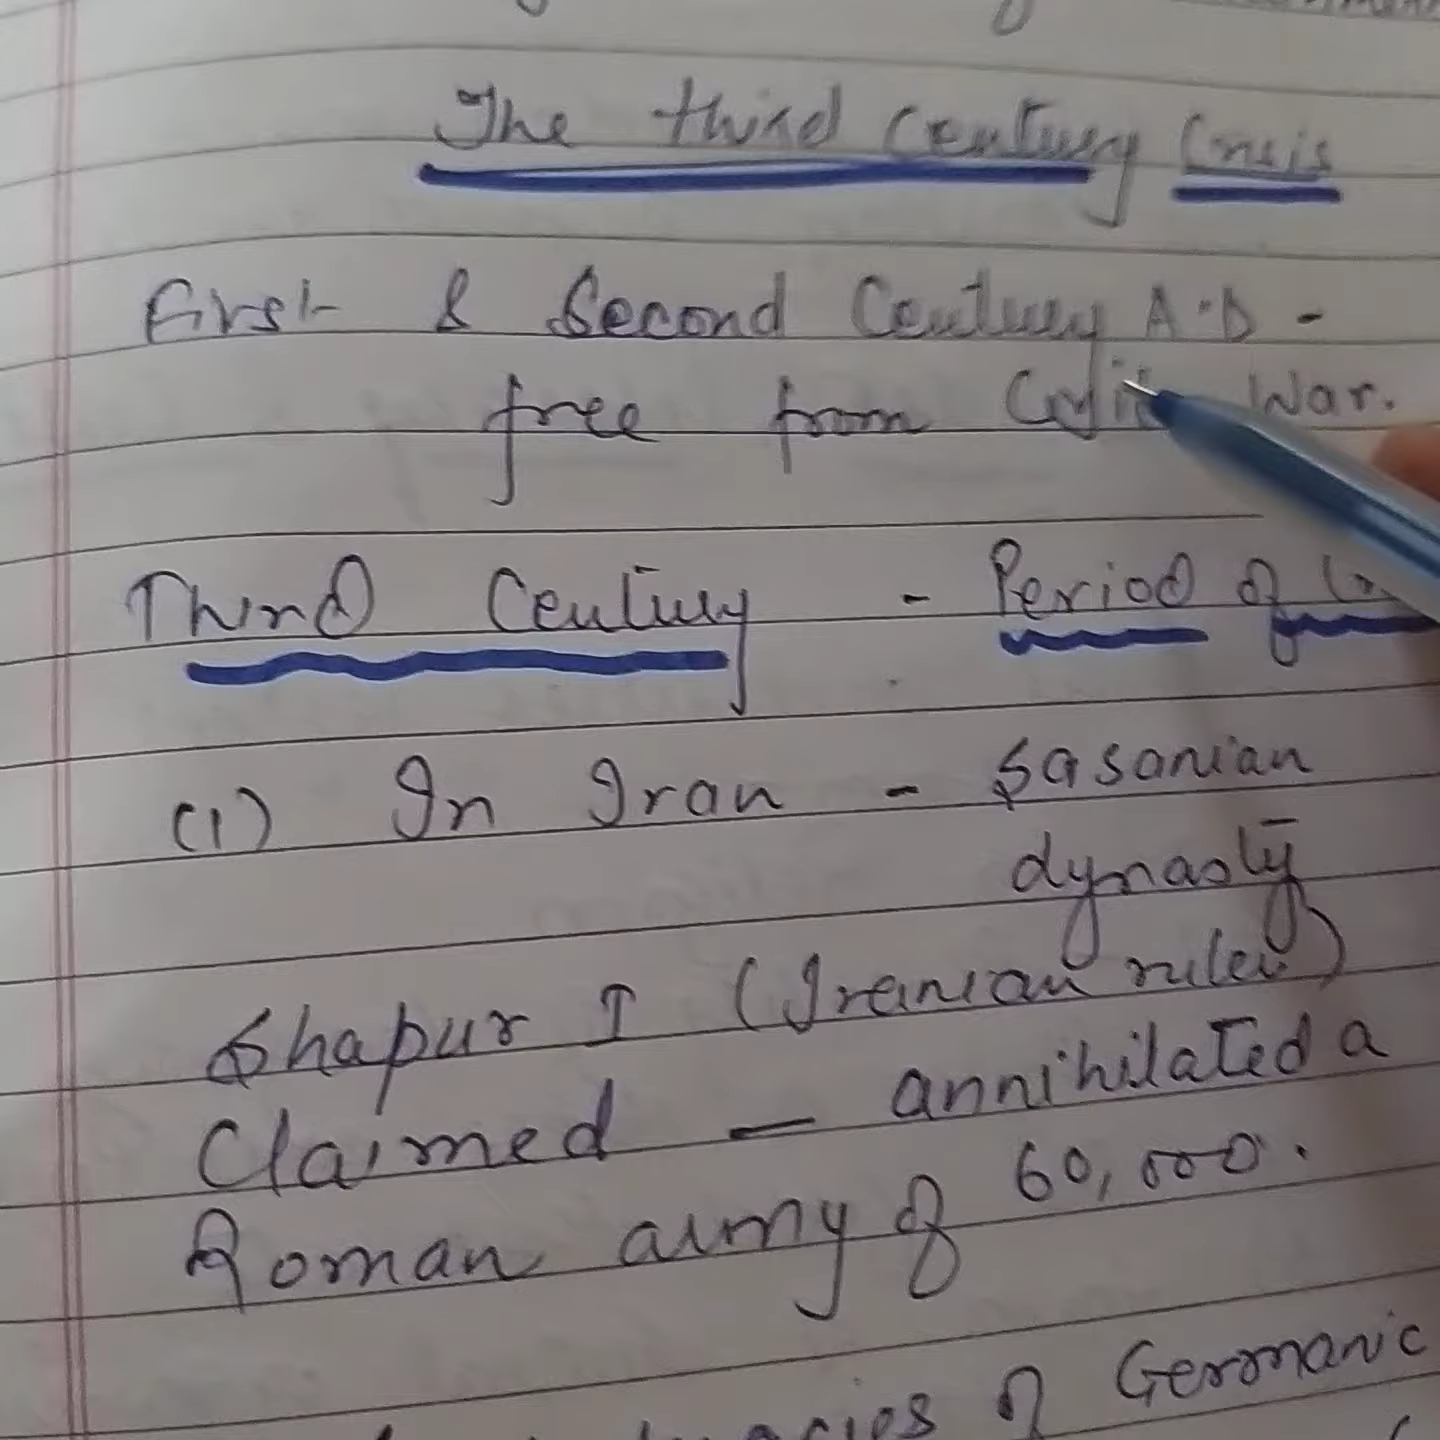 The third Century Crisis
First & Second Century A.D -
free from War.
Third Century - Period of
(1) In Iran - Sasanian
dynasty
Shapur I (Iranian ruler)
Claimed — annihilated a
Roman army of 60,000.
of Germanic